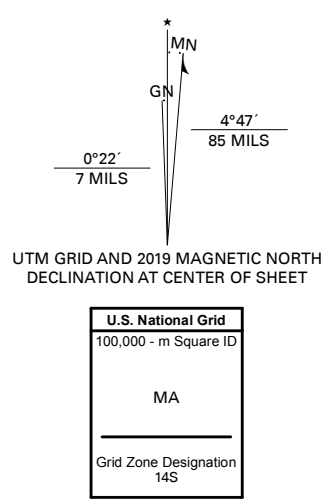 ★
MN
GN
4°47´
85 MILS
0°22´
7 MILS
UTM GRID AND 2019 MAGNETIC NORTH
DECLINATION AT CENTER OF SHEET
U.S. National Grid
100,000 - m Square ID
MA
Grid Zone Designation
14S